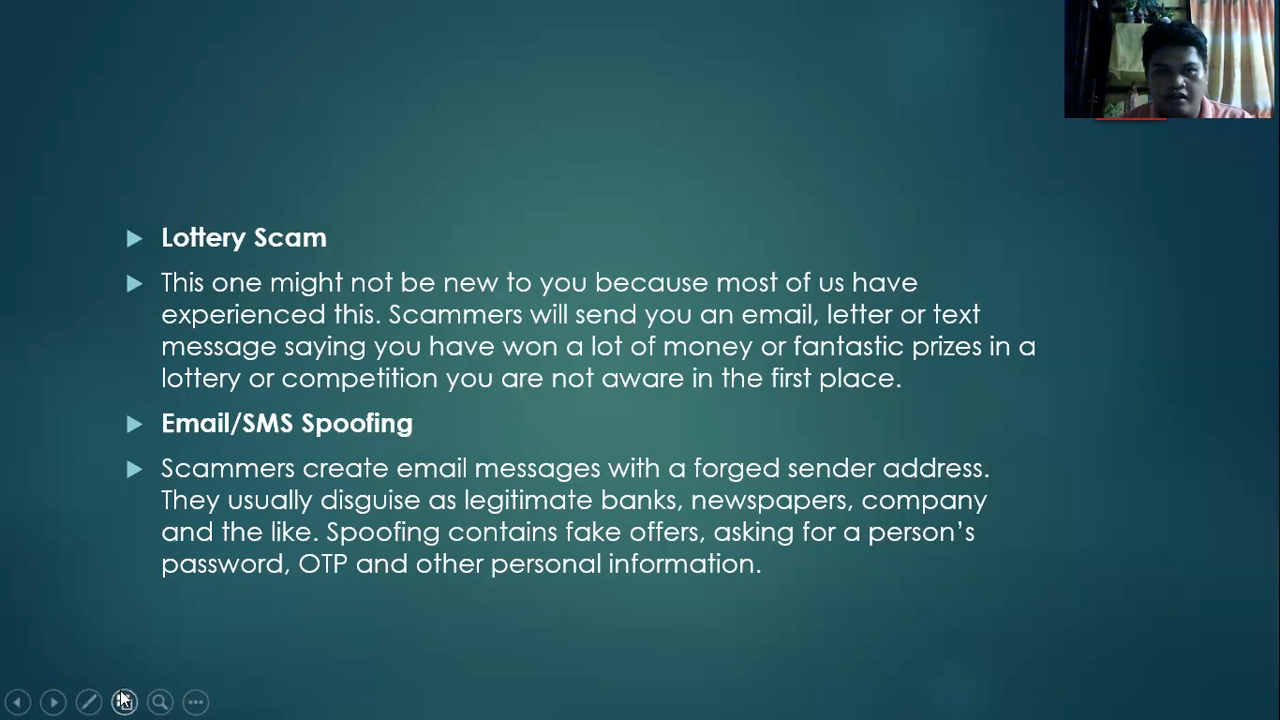 Lottery Scam
This one might not be new to you because most of us have
experienced this. Scammers will send you an email, letter or text
message saying you have won a lot of money or fantastic prizes in a
lottery or competition you are not aware in the first place.
Email/SMS Spoofing
Scammers create email messages with a forged sender address.
They usually disguise as legitimate banks, newspapers, company
and the like. Spoofing contains fake offers, asking for a person’s
password, OTP and other personal information.